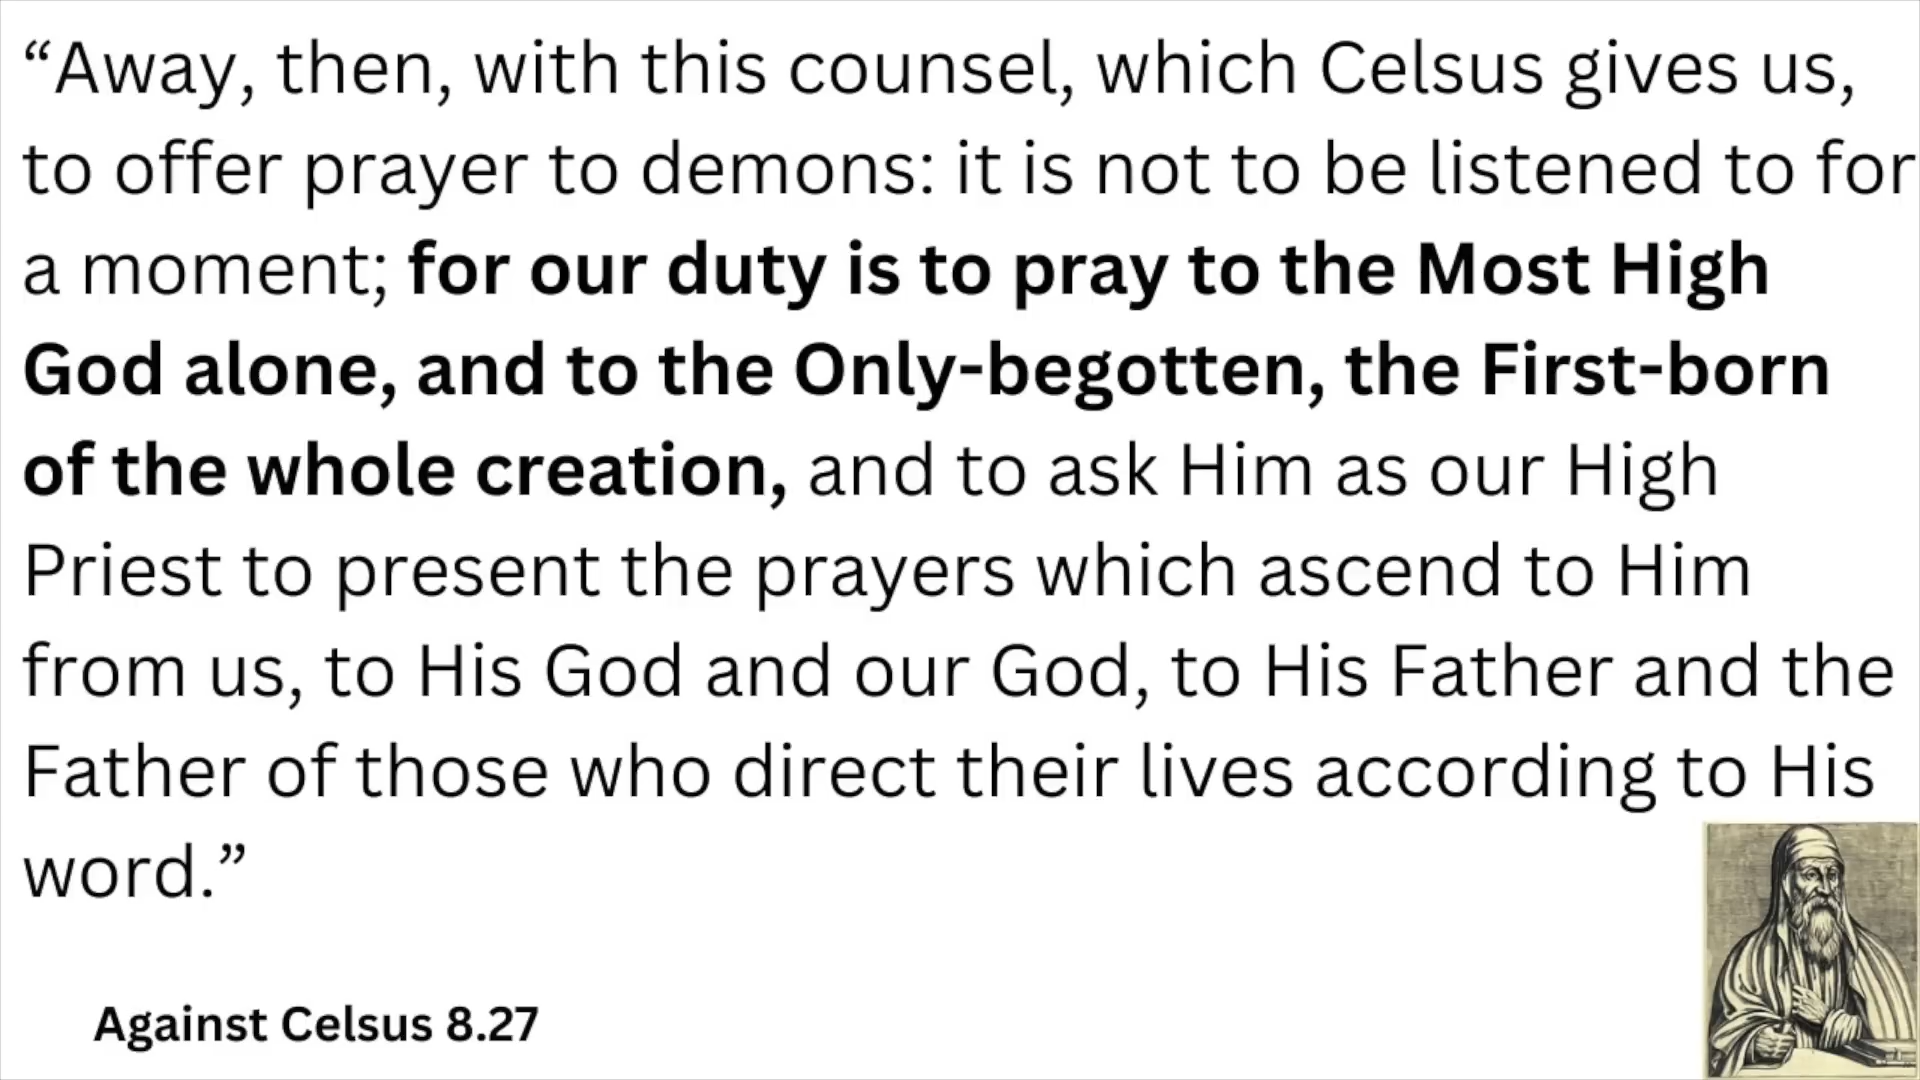 “Away, then, with this counsel, which Celsus gives us,
to offer prayer to demons: it is not to be listened to for
a moment; for our duty is to pray to the Most High
God alone, and to the Only-begotten, the First-born
of the whole creation, and to ask Him as our High
Priest to present the prayers which ascend to Him
from us, to His God and our God, to His Father and the
Father of those who direct their lives according to His
word.”
Against Celsus 8.27